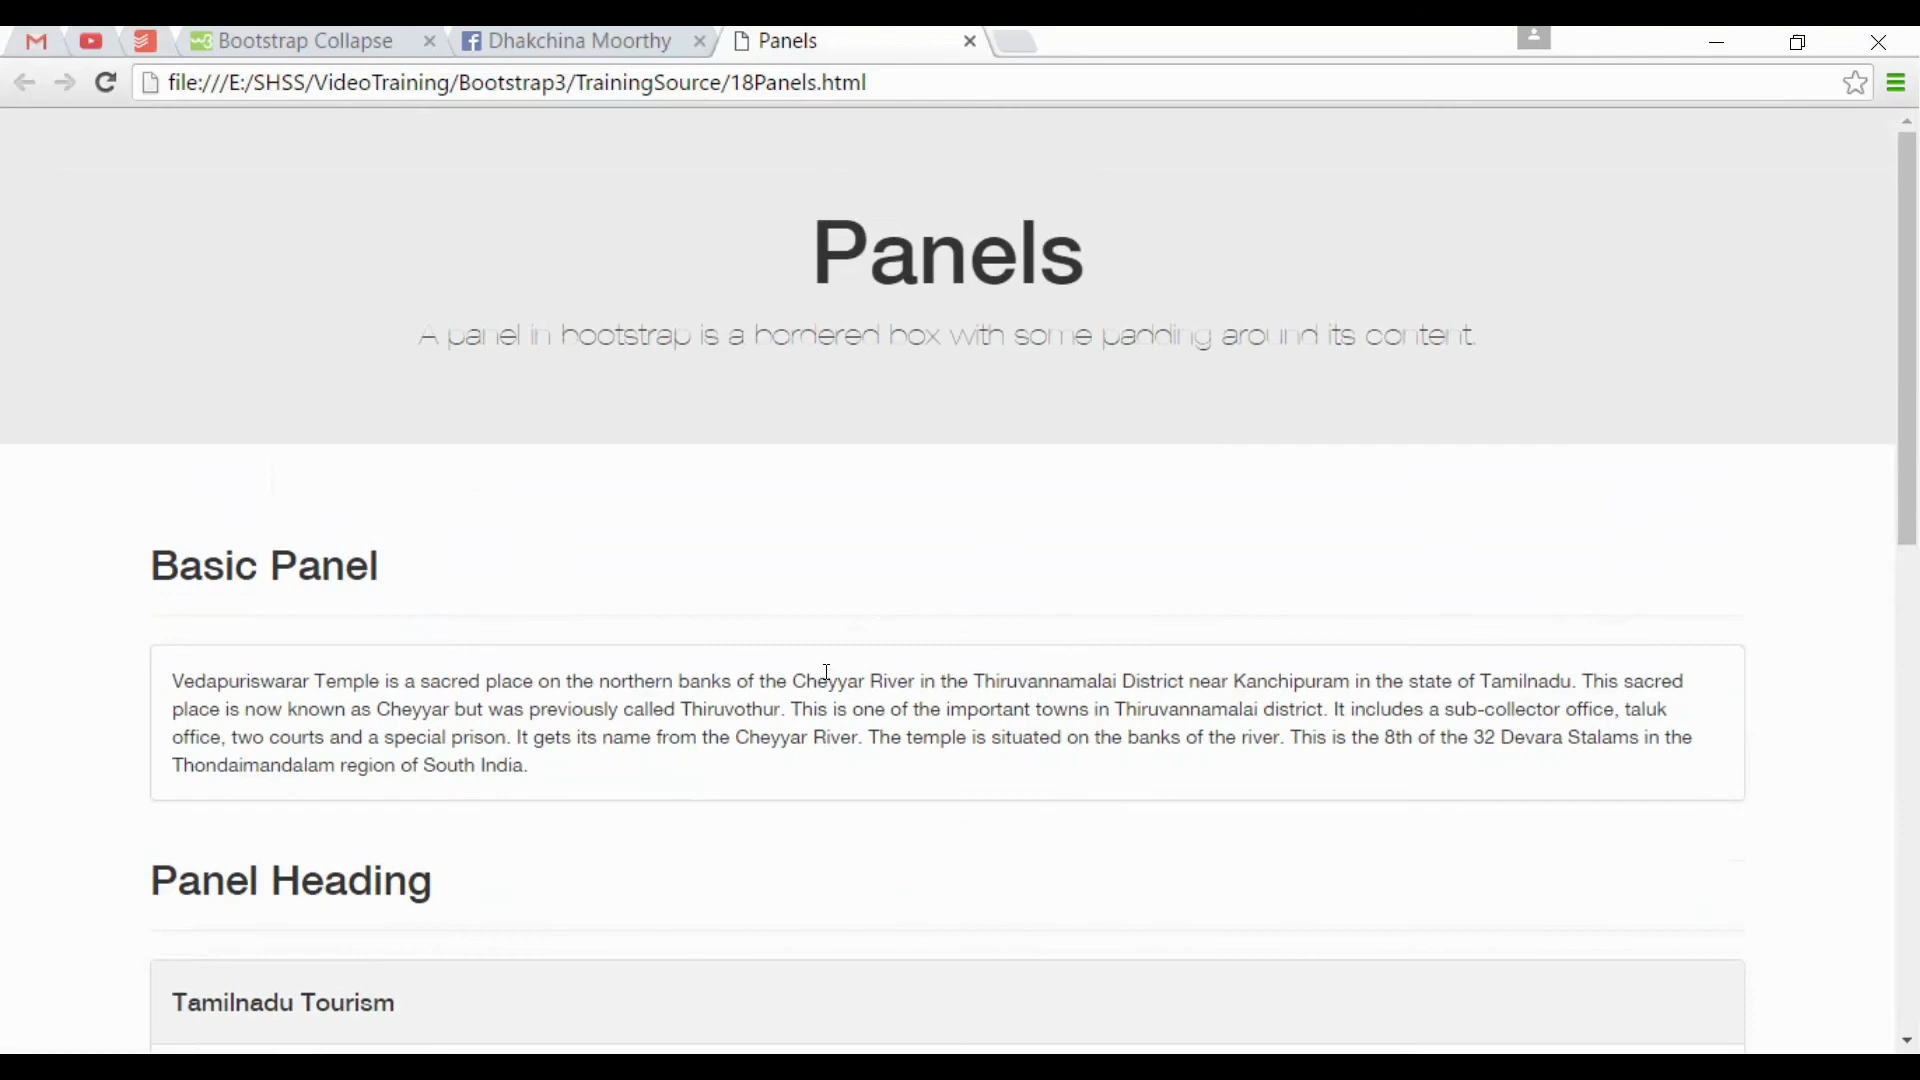 Bootstrap Collapse
Dhakchina Moorthy
Panels
file:///E:/SHSS/VideoTraining/Bootstrap3/TrainingSource/18Panels.html
Panels
A panel in bootstrap is a bordered box with some padding around its content.
Basic Panel
Vedapuriswarar Temple is a sacred place on the northern banks of the Cheyyar River in the Thiruvannamalai District near Kanchipuram in the state of Tamilnadu. This sacred
place is now known as Cheyyar but was previously called Thiruvothur. This is one of the important towns in Thiruvannamalai district. It includes a sub-collector office, taluk
office, two courts and a special prison. It gets its name from the Cheyyar River. The temple is situated on the banks of the river. This is the 8th of the 32 Devara Stalams in the
Thondaimandalam region of South India.
Panel Heading
Tamilnadu Tourism